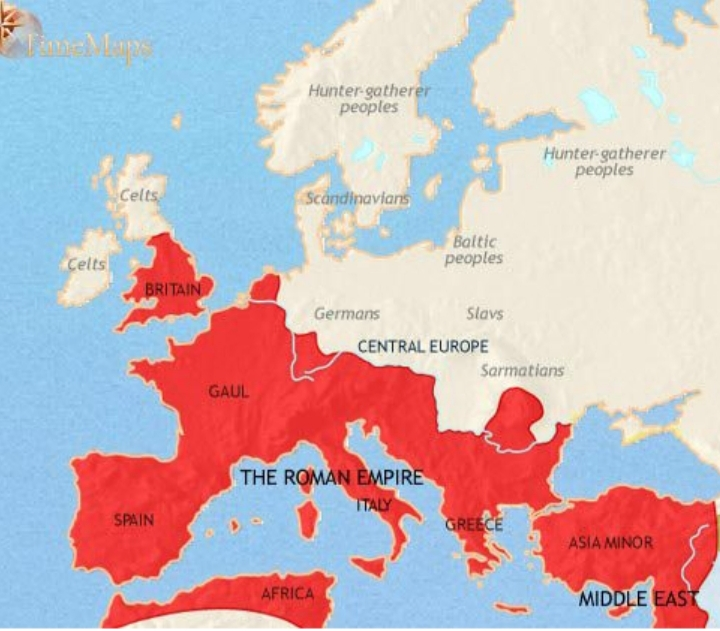 TimeMaps
Hunter-gatherer
peoples
Hunter-gatherer
peoples
Celts
Scandinavians
Celts
Baltic
peoples
BRITAIN
Germans
Slavs
CENTRAL EUROPE
Sarmatians
GAUL
THE ROMAN EMPIRE
ITALY
SPAIN
GREECE
ASIA MINOR
AFRICA
MIDDLE EAST